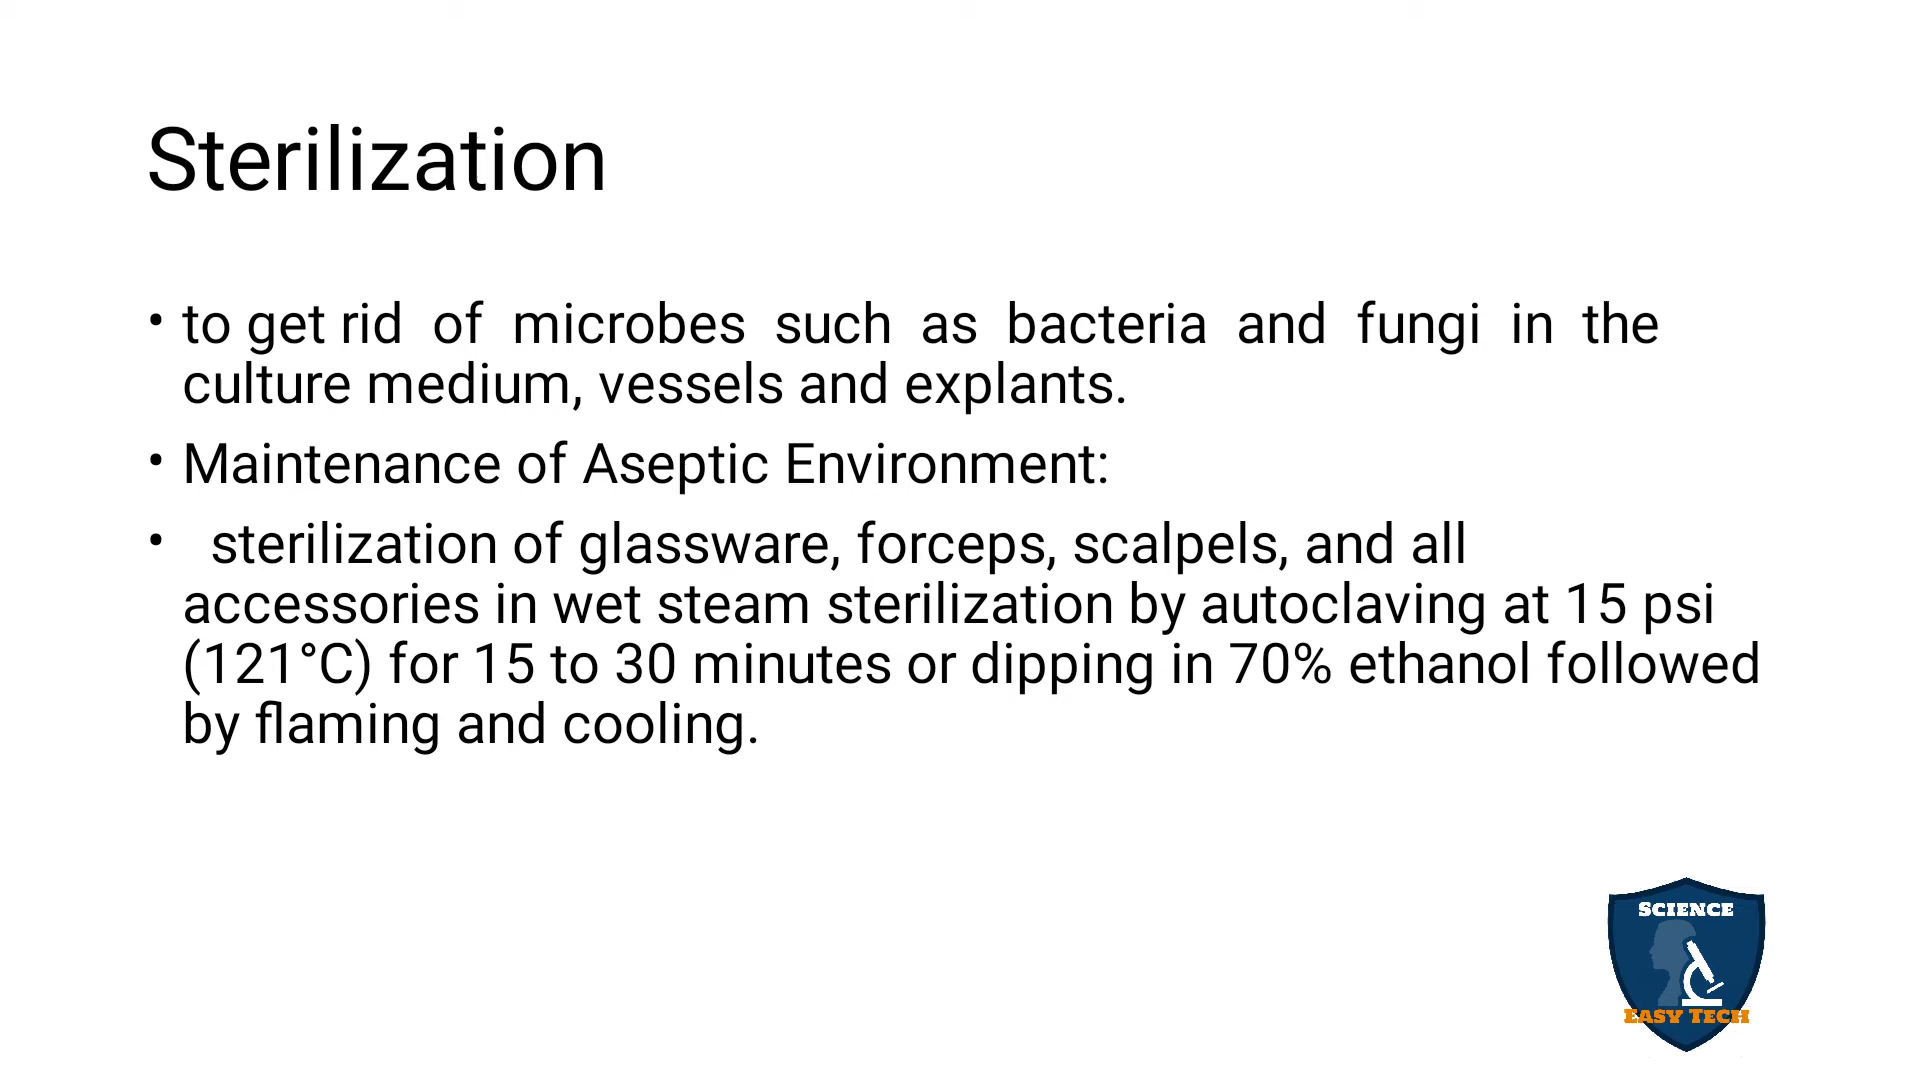 Sterilization
• to get rid of microbes such as bacteria and fungi in the
culture medium, vessels and explants.
• Maintenance of Aseptic Environment:
• sterilization of glassware, forceps, scalpels, and all
accessories in wet steam sterilization by autoclaving at 15 psi
(121°C) for 15 to 30 minutes or dipping in 70% ethanol followed
by flaming and cooling.
SCIENCE
EASY TECH